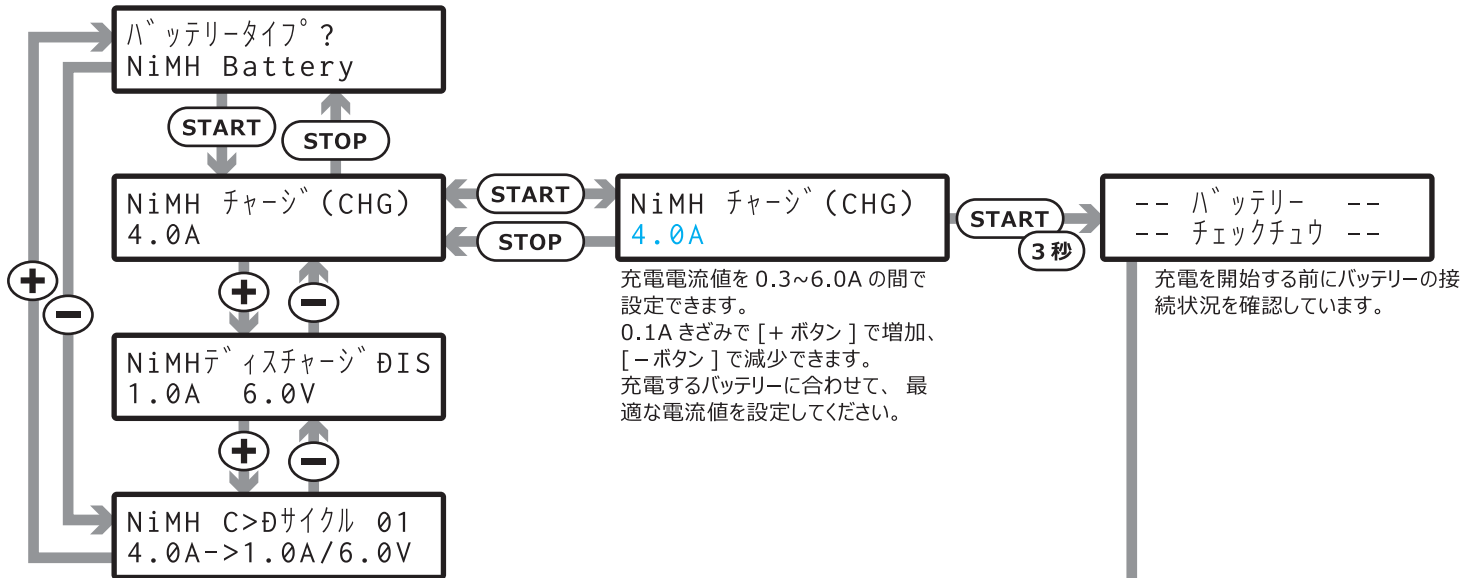 バッテリータイプ?
NiMH Battery
START
STOP
NiMH チャージ(CHG)
4.0A
START
STOP
NiMH チャージ(CHG)
4.0A
START
3秒
-- バッテリー --
-- チェックチュウ --
充電電流値を 0.3~6.0A の間で
設定できます。
0.1A きざみで [+ ボタン ] で増加、
[-ボタン ] で減少できます。
充電するバッテリーに合わせて、 最
適な電流値を設定してください。
充電を開始する前にバッテリーの接
続状況を確認しています。
+
-
+
-
NiMHディスチャージĐIS
1.0A 6.0V
+
-
NiMH C>Đサイクル 01
4.0A->1.0A/6.0V